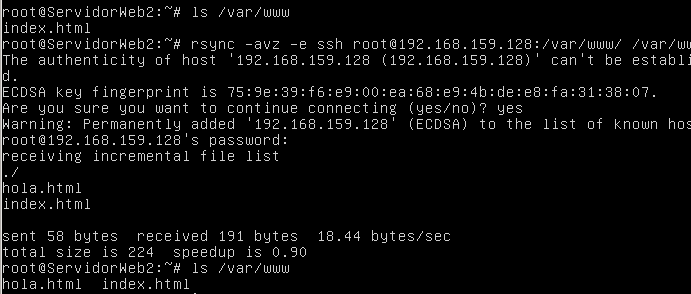 root@ServidorWeb2:~# ls /var/www
index.html
root@ServidorWeb2:~# rsync -avz -e ssh root@192.168.159.128:/var/www/ /var/ww
The authenticity of host '192.168.159.128 (192.168.159.128)' can't be establi
d.
ECDSA key fingerprint is 75:9e:39:f6:e9:00:ea:68:e9:4b:de:e8:fa:31:38:07.
Are you sure you want to continue connecting (yes/no)? yes
Warning: Permanently added '192.168.159.128' (ECDSA) to the list of known hos
root@192.168.159.128's password:
receiving incremental file list
./
hola.html
index.html

sent 58 bytes  received 191 bytes  18.44 bytes/sec
total size is 224  speedup is 0.90
root@ServidorWeb2:~# ls /var/www
hola.html  index.html